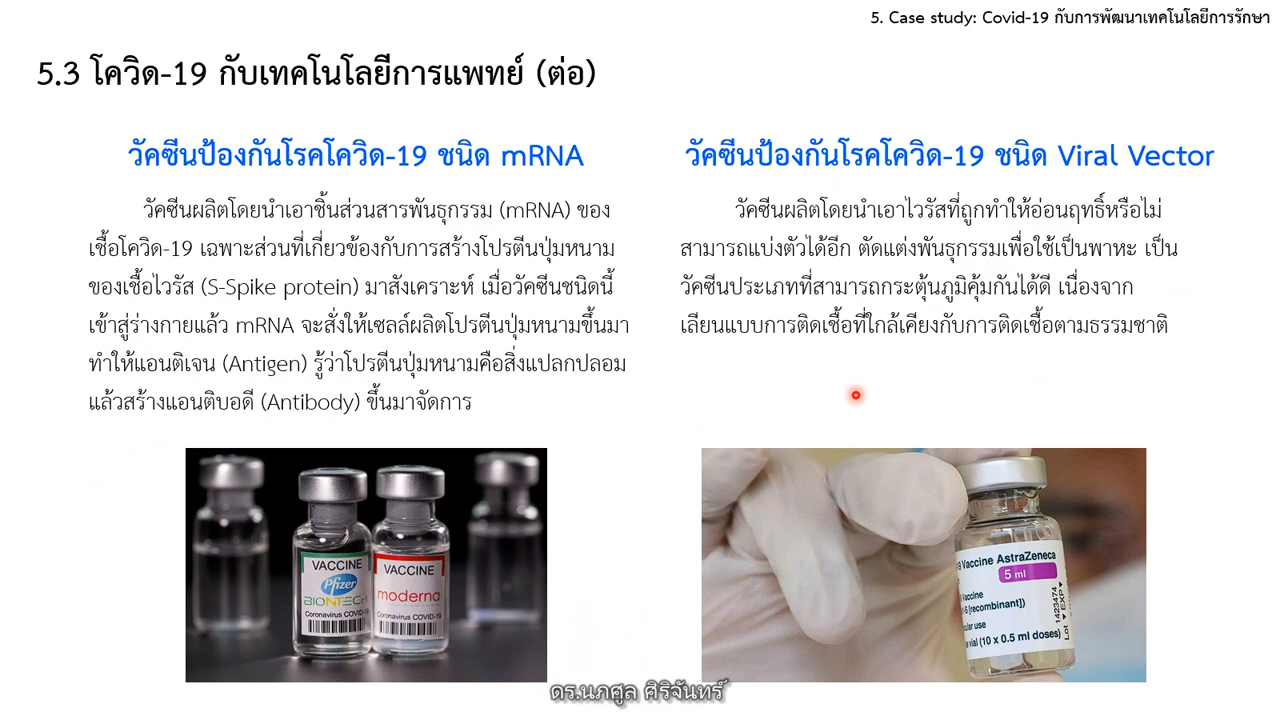 5. Case study: Covid-19 กับการพัฒนาเทคโนโลยีการรักษา
5.3 โควิด-19 กับเทคโนโลยีการแพทย์ (ต่อ)
วัคซีนป้องกันโรคโควิด-19 ชนิด mRNA
วัคซีนผลิตโดยนำเอาชิ้นส่วนสารพันธุกรรม (mRNA) ของ
เชื้อโควิด-19 เฉพาะส่วนที่เกี่ยวข้องกับการสร้างโปรตีนปุ่มหนาม
ของเชื้อไวรัส (S-Spike protein) มาสังเคราะห์ เมื่อวัคซีนชนิดนี้
เข้าสู่ร่างกายแล้ว mRNA จะสั่งให้เซลล์ผลิตโปรตีนปุ่มหนามขึ้นมา
ทำให้แอนติเจน (Antigen) รู้ว่าโปรตีนปุ่มหนามคือสิ่งแปลกปลอม
แล้วสร้างแอนติบอดี (Antibody) ขึ้นมาจัดการ
วัคซีนป้องกันโรคโควิด-19 ชนิด Viral Vector
วัคซีนผลิตโดยนำเอาไวรัสที่ถูกทำให้อ่อนฤทธิ์หรือไม่
สามารถแบ่งตัวได้อีก ตัดแต่งพันธุกรรมเพื่อใช้เป็นพาหะ เป็น
วัคซีนประเภทที่สามารถกระตุ้นภูมิคุ้มกันได้ดี เนื่องจาก
เลียนแบบการติดเชื้อที่ใกล้เคียงกับการติดเชื้อตามธรรมชาติ
VACCINE
Pfizer
BIONTECH
Coronavirus COVID-19
VACCINE
moderna
Coronavirus COVID-19
Vaccine AstraZeneca
5 ml
Vaccine
-S [recombinant])
use
vial (10 x 0.5 ml doses)
1423474
EXP
Lot
ดร.นภศูล ศิริจันทร์